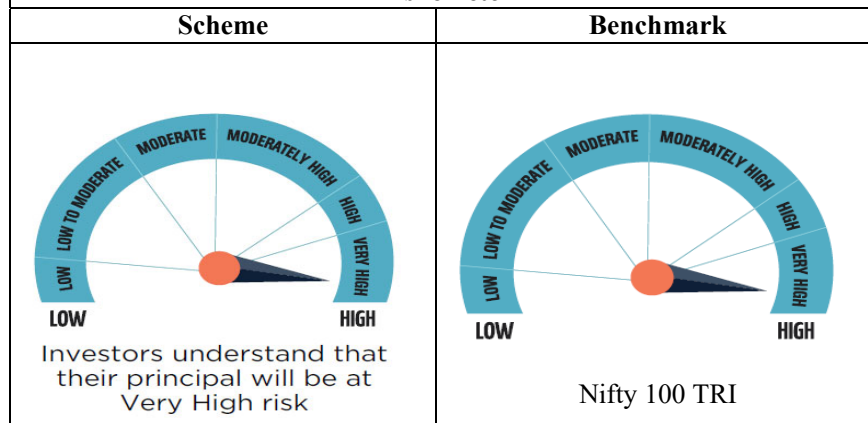 Scheme
Benchmark
LOW
LOW TO MODERATE
MODERATE
MODERATELY HIGH
HIGH
VERY HIGH
LOW
HIGH
Investors understand that
their principal will be at
Very High risk
LOW
LOW TO MODERATE
MODERATE
MODERATELY HIGH
HIGH
VERY HIGH
LOW
HIGH
Nifty 100 TRI